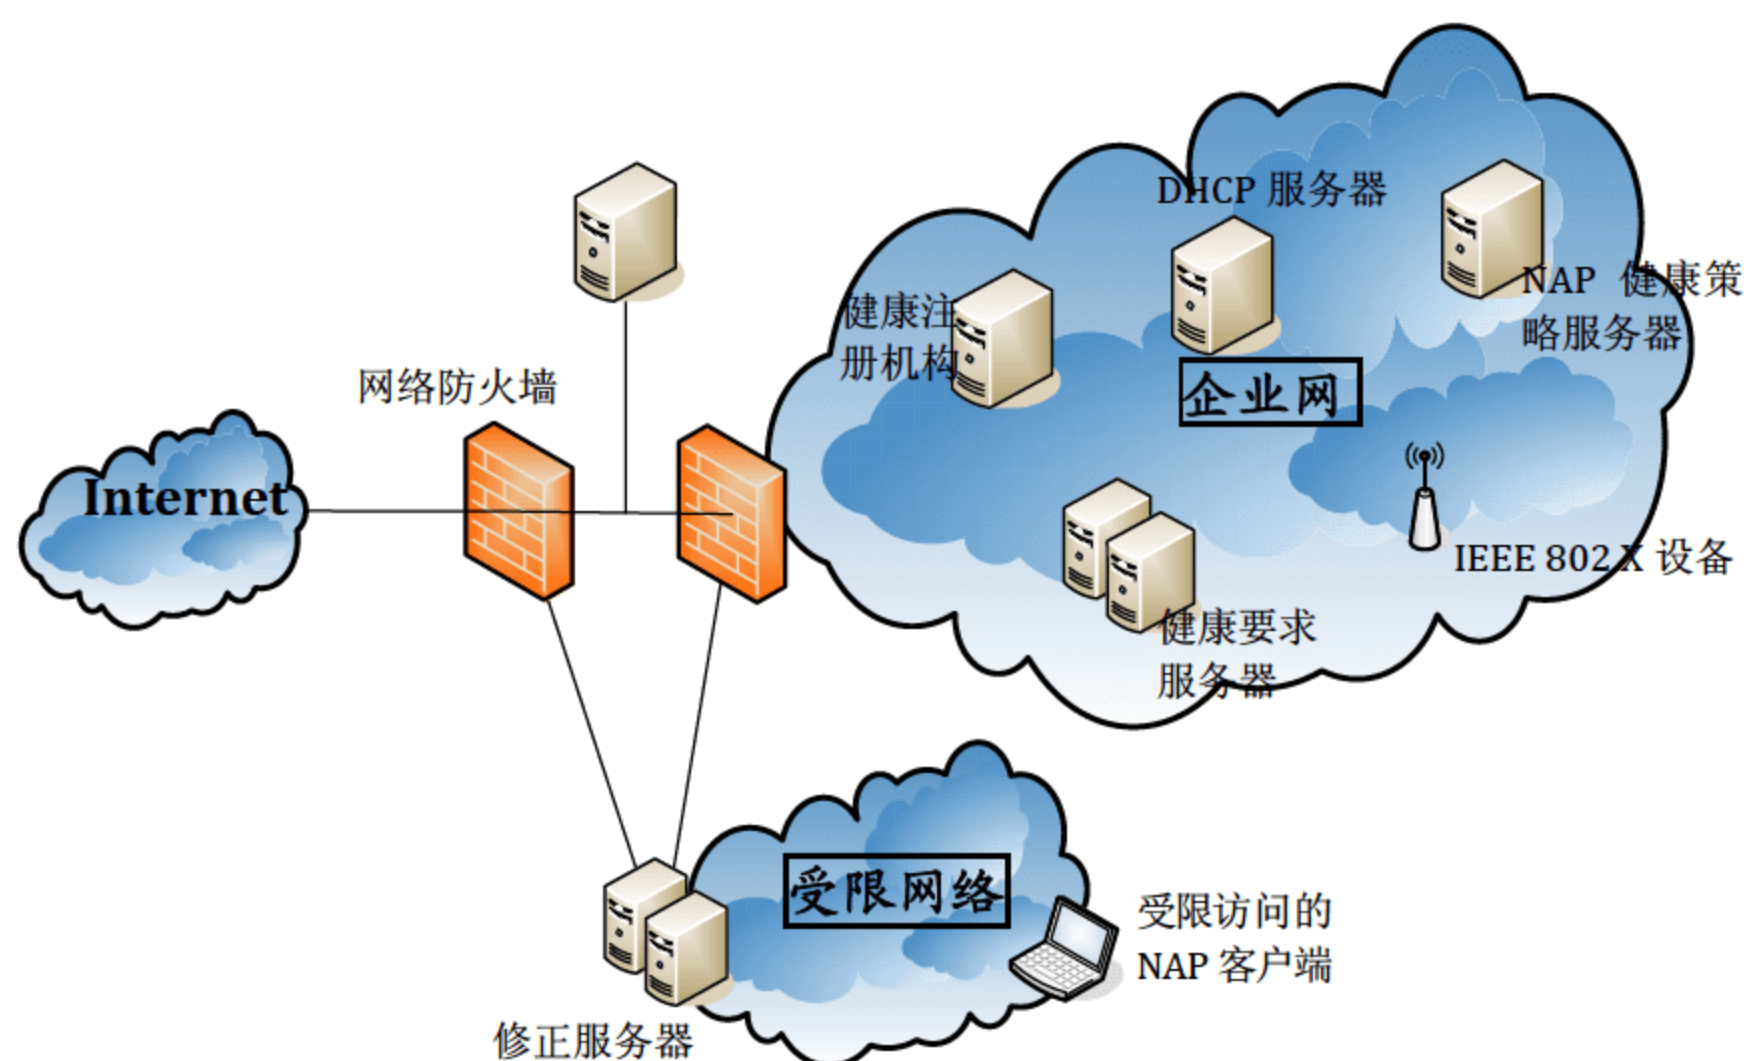 DHCP 服务器
NAP 健康策
略服务器
健康注
册机构
企业网
网络防火墙
Internet
IEEE 802.X 设备
健康要求
服务器
受限网络
受限访问的
NAP 客户端
修正服务器